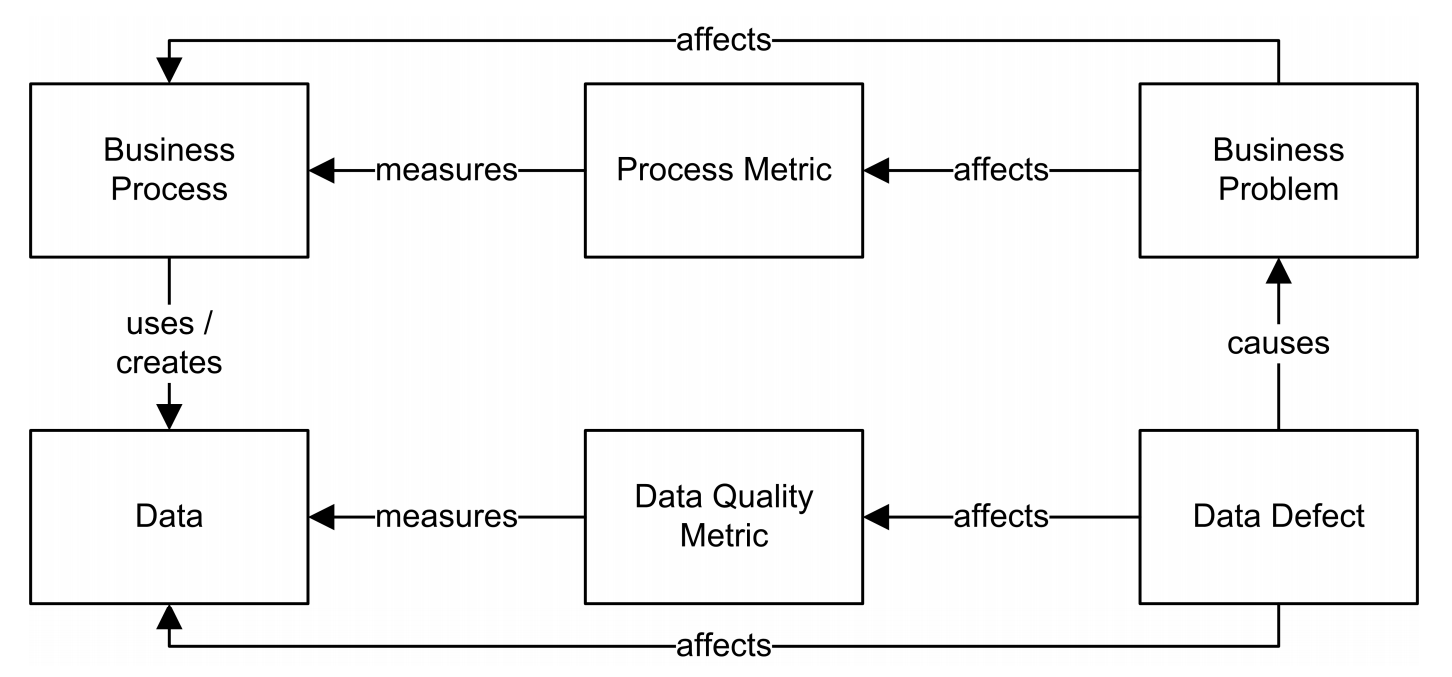 affects
Business
Process
measures
Process Metric
affects
Business
Problem
uses /
creates
causes
Data
measures
Data Quality
Metric
affects
Data Defect
affects